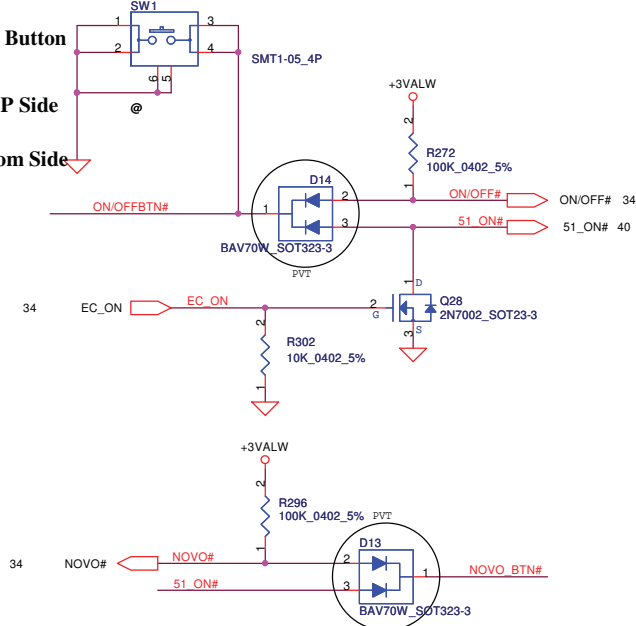 SW1
Button
1
3
2
4
SMT1-05_4P
6
5
P Side
@
om Side
+3VALW
2
R272
100K_0402_5%
1
D14
ON/OFFBTN#
1
2
ON/OFF#
ON/OFF# 34
3
51_ON#
51_ON# 40
BAV70W_SOT323-3
PVT
1
D
34
EC_ON
EC_ON
2
G
Q28
2N7002_SOT23-3
3
S
2
R302
10K_0402_5%
1
+3VALW
2
R296
100K_0402_5%
PVT
1
D13
34
NOVO#
NOVO#
2
1
NOVO_BTN#
51_ON#
3
BAV70W_SOT323-3